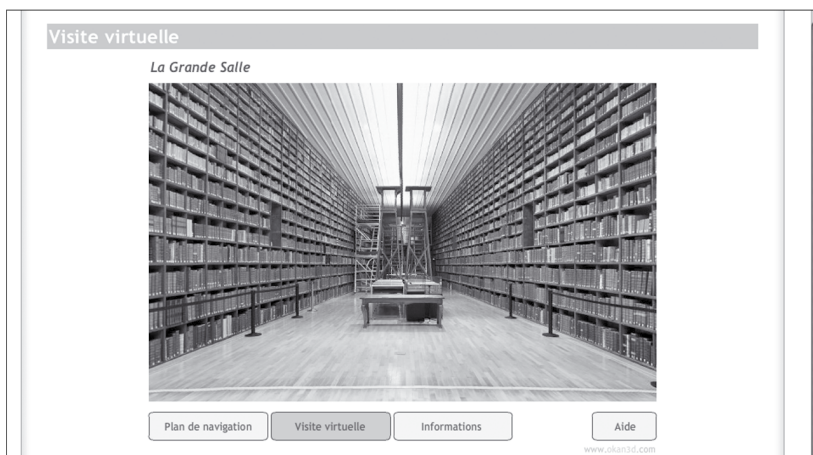 Visite virtuelle
La Grande Salle
Plan de navigation
Visite virtuelle
Informations
Aide
www.okan3d.com